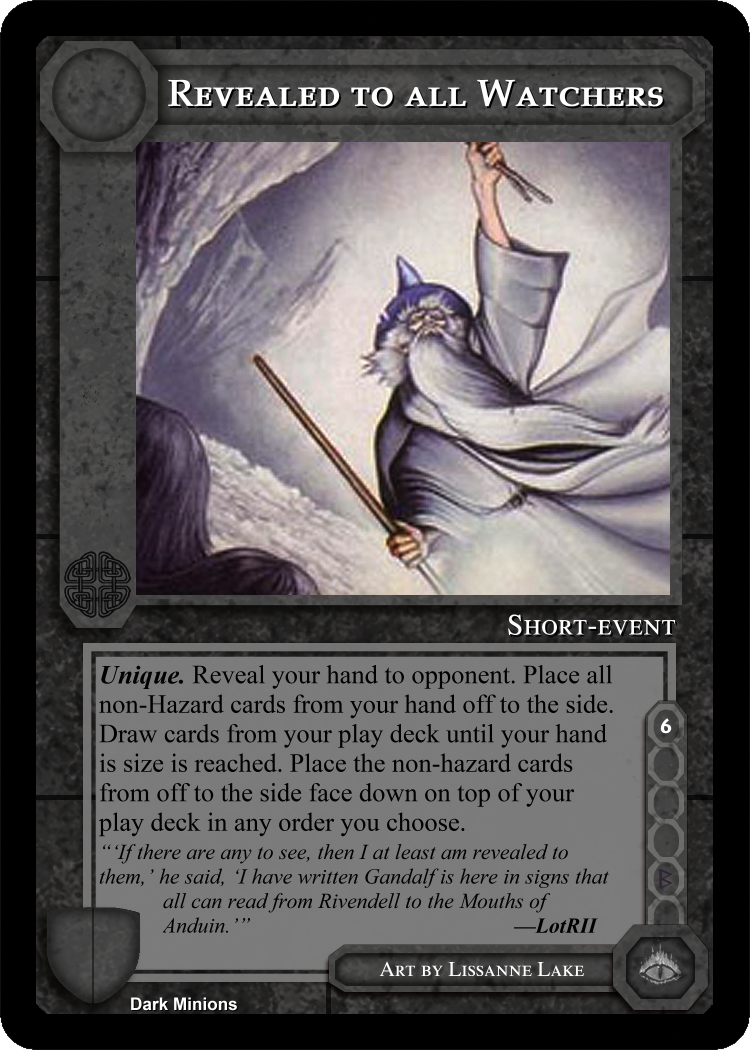 Revealed to all Watchers
Short-event
Unique. Reveal your hand to opponent. Place all
non-Hazard cards from your hand off to the side.
Draw cards from your play deck until your hand
is size is reached. Place the non-hazard cards
from off to the side face down on top of your
play deck in any order you choose.
6
“‘If there are any to see, then I at least am revealed to
them,’ he said, ‘I have written Gandalf is here in signs that
all can read from Rivendell to the Mouths of
Anduin.’”
—LotRII
B
Art by Lissanne Lake
Dark Minions